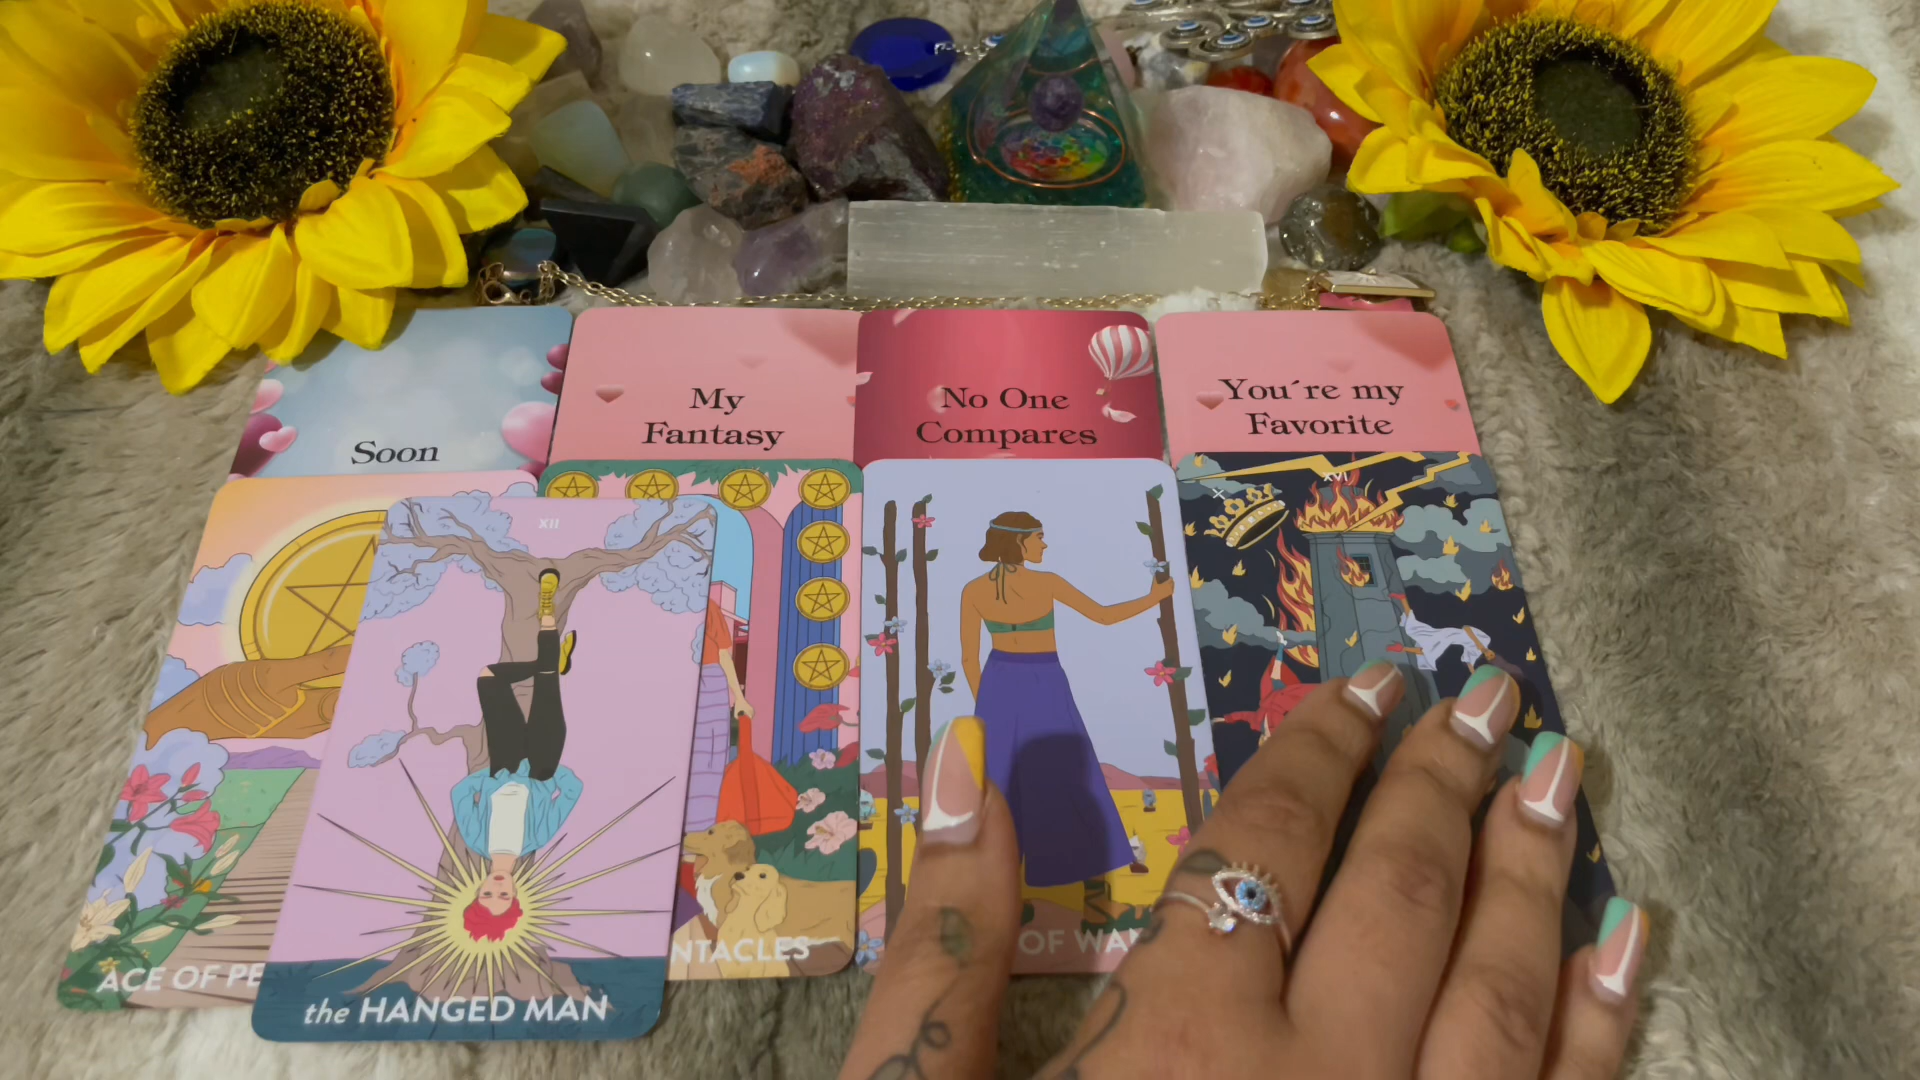 Soon
My
Fantasy
No One
Compares
You´re my
Favorite
XII
XVI
ACE OF PE
the HANGED MAN
NTACLES
OF WA